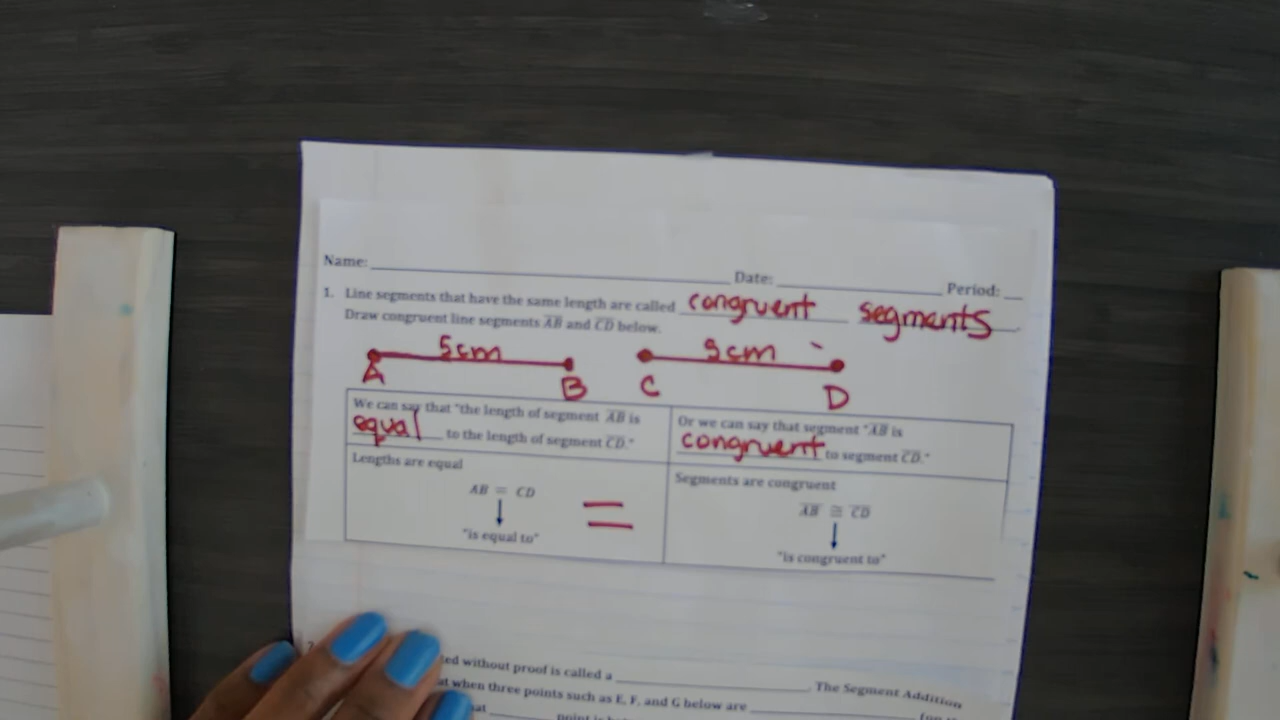 Name: Date: Period:
1. Line segments that have the same length are called congruent segments.
Draw congruent line segments AB and CD below.
5cm 5cm
A B C D
We can say that "the length of segment AB is
equal to the length of segment CD."
Or we can say that segment "AB is
congruent to segment CD."
Lengths are equal
AB = CD
"is equal to"
=
Segments are congruent
AB ≅ CD
"is congruent to"
without proof is called a . The Segment Addition
when three points such as E, F, and G below are
point is